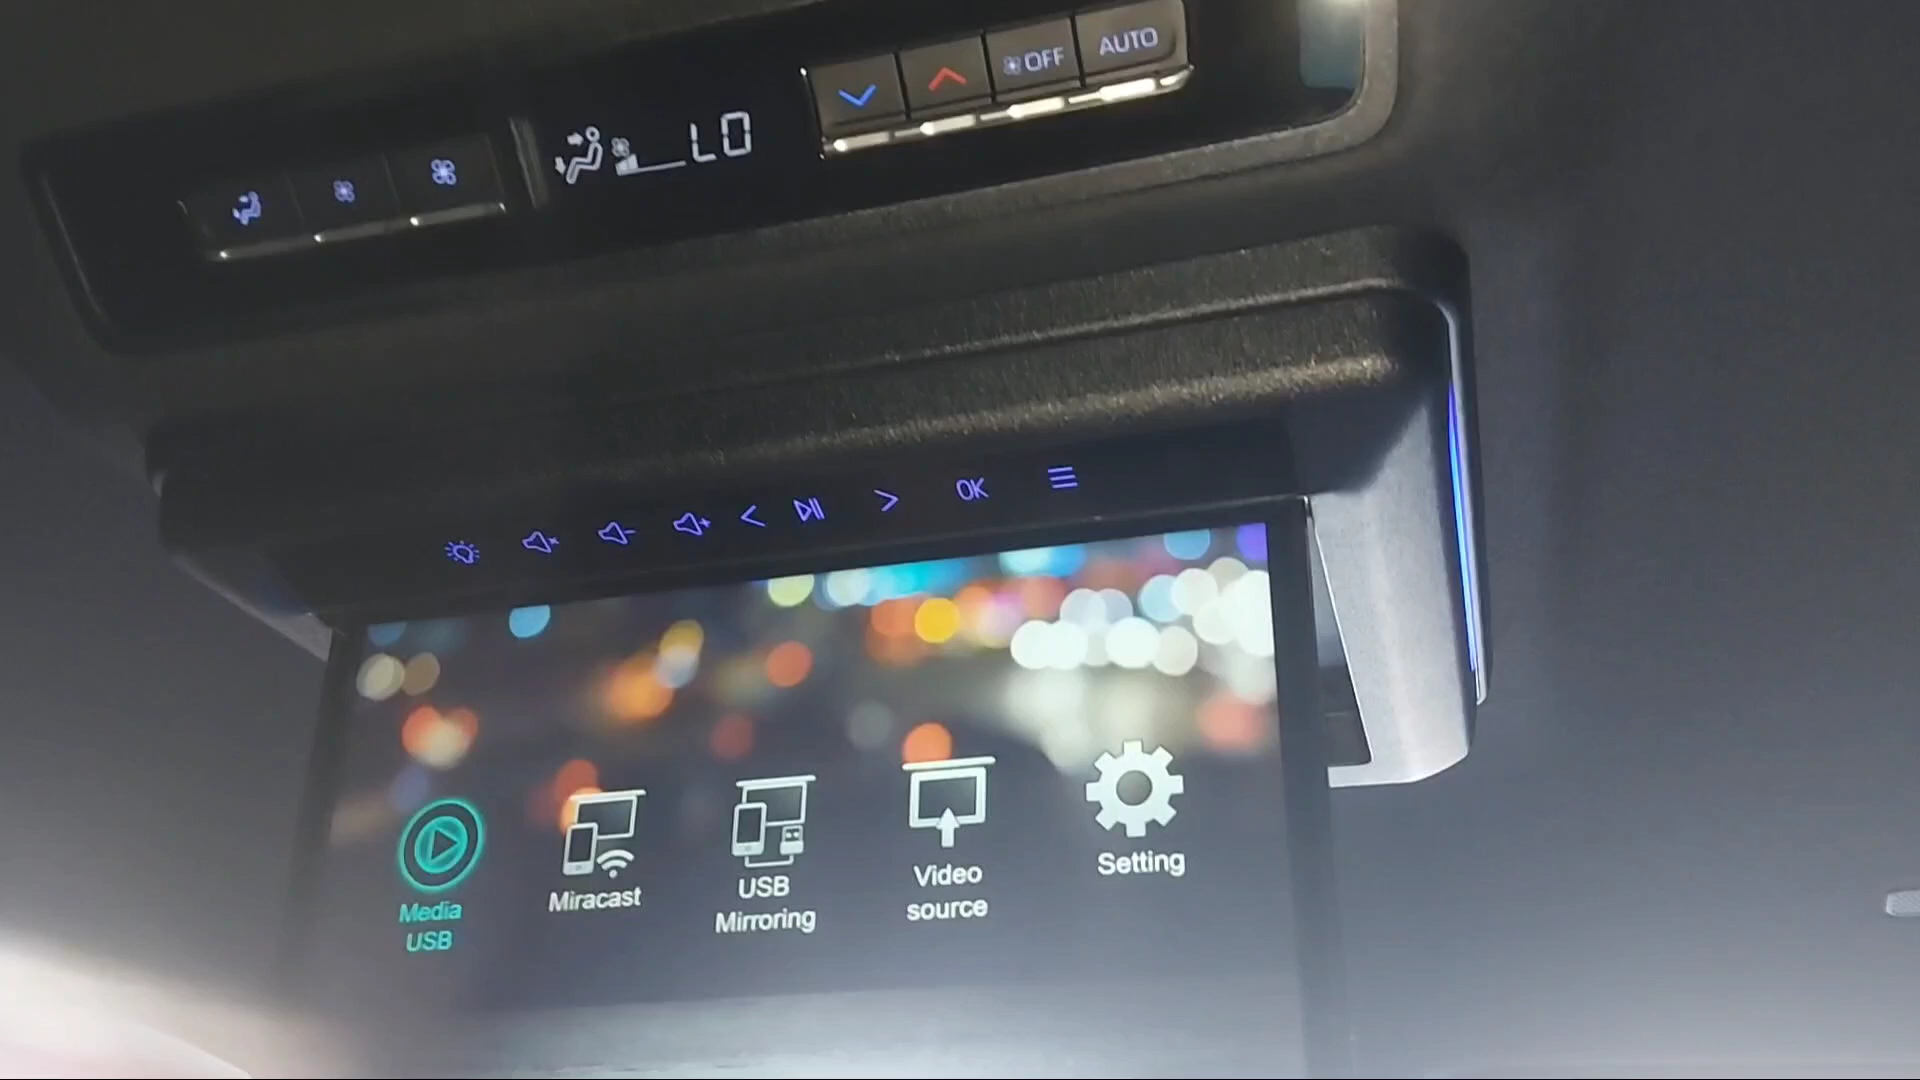 OFF
AUTO
LO
OK
Media
USB
Miracast
USB
Mirroring
Video
source
Setting